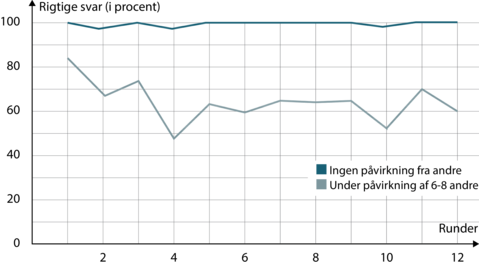 Rigtige svar (i procent)
100
80
60
40
20
0
Ingen påvirkning fra andre
Under påvirkning af 6-8 andre
Runder
2 4 6 8 10 12